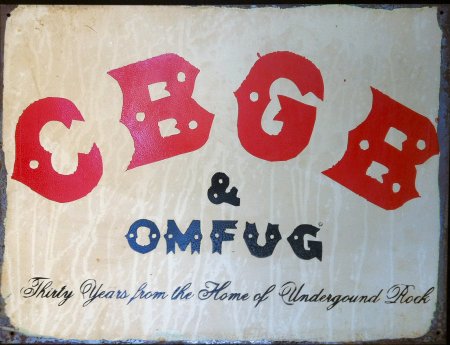 CBGB
&
OMFUG
Thirty Years from the Home of Undergound Rock